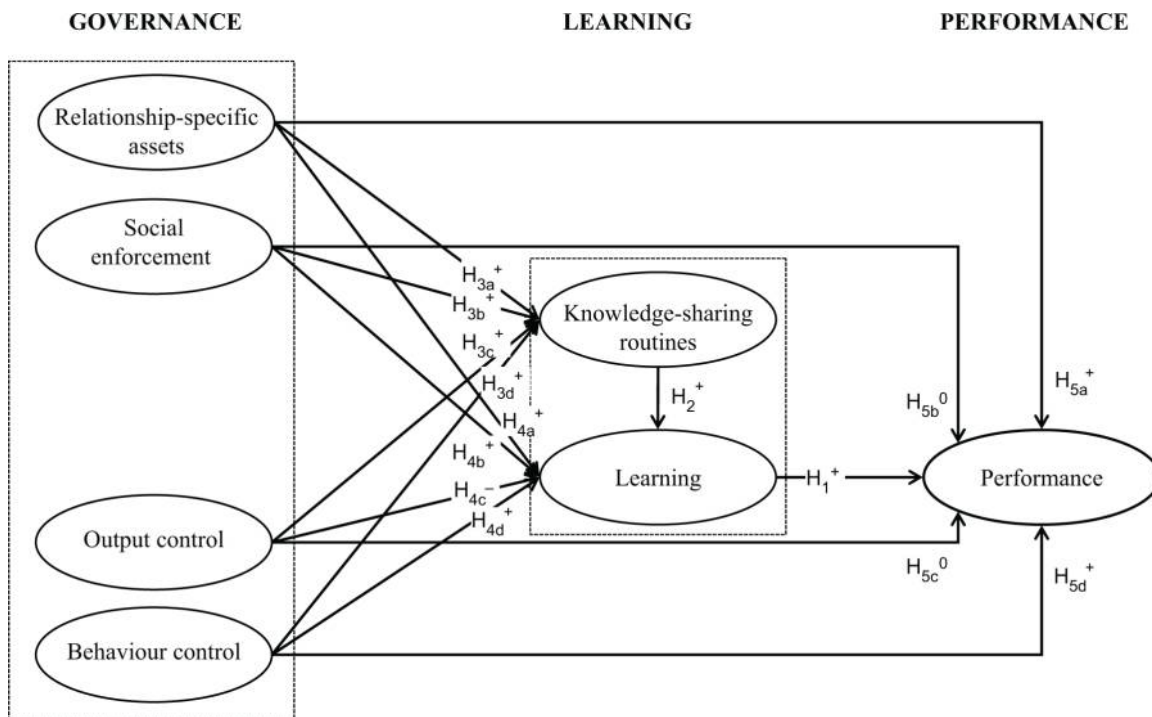 GOVERNANCE
LEARNING
PERFORMANCE
Relationship-specific
assets
Social
enforcement
H3a+
H3b+
Knowledge-sharing
routines
H3c+
H3d+
H2+
H5a+
H5b0
H4a+
H4b+
Learning
H1+
Performance
H4c–
H4d+
Output control
H5c0
H5d+
Behaviour control